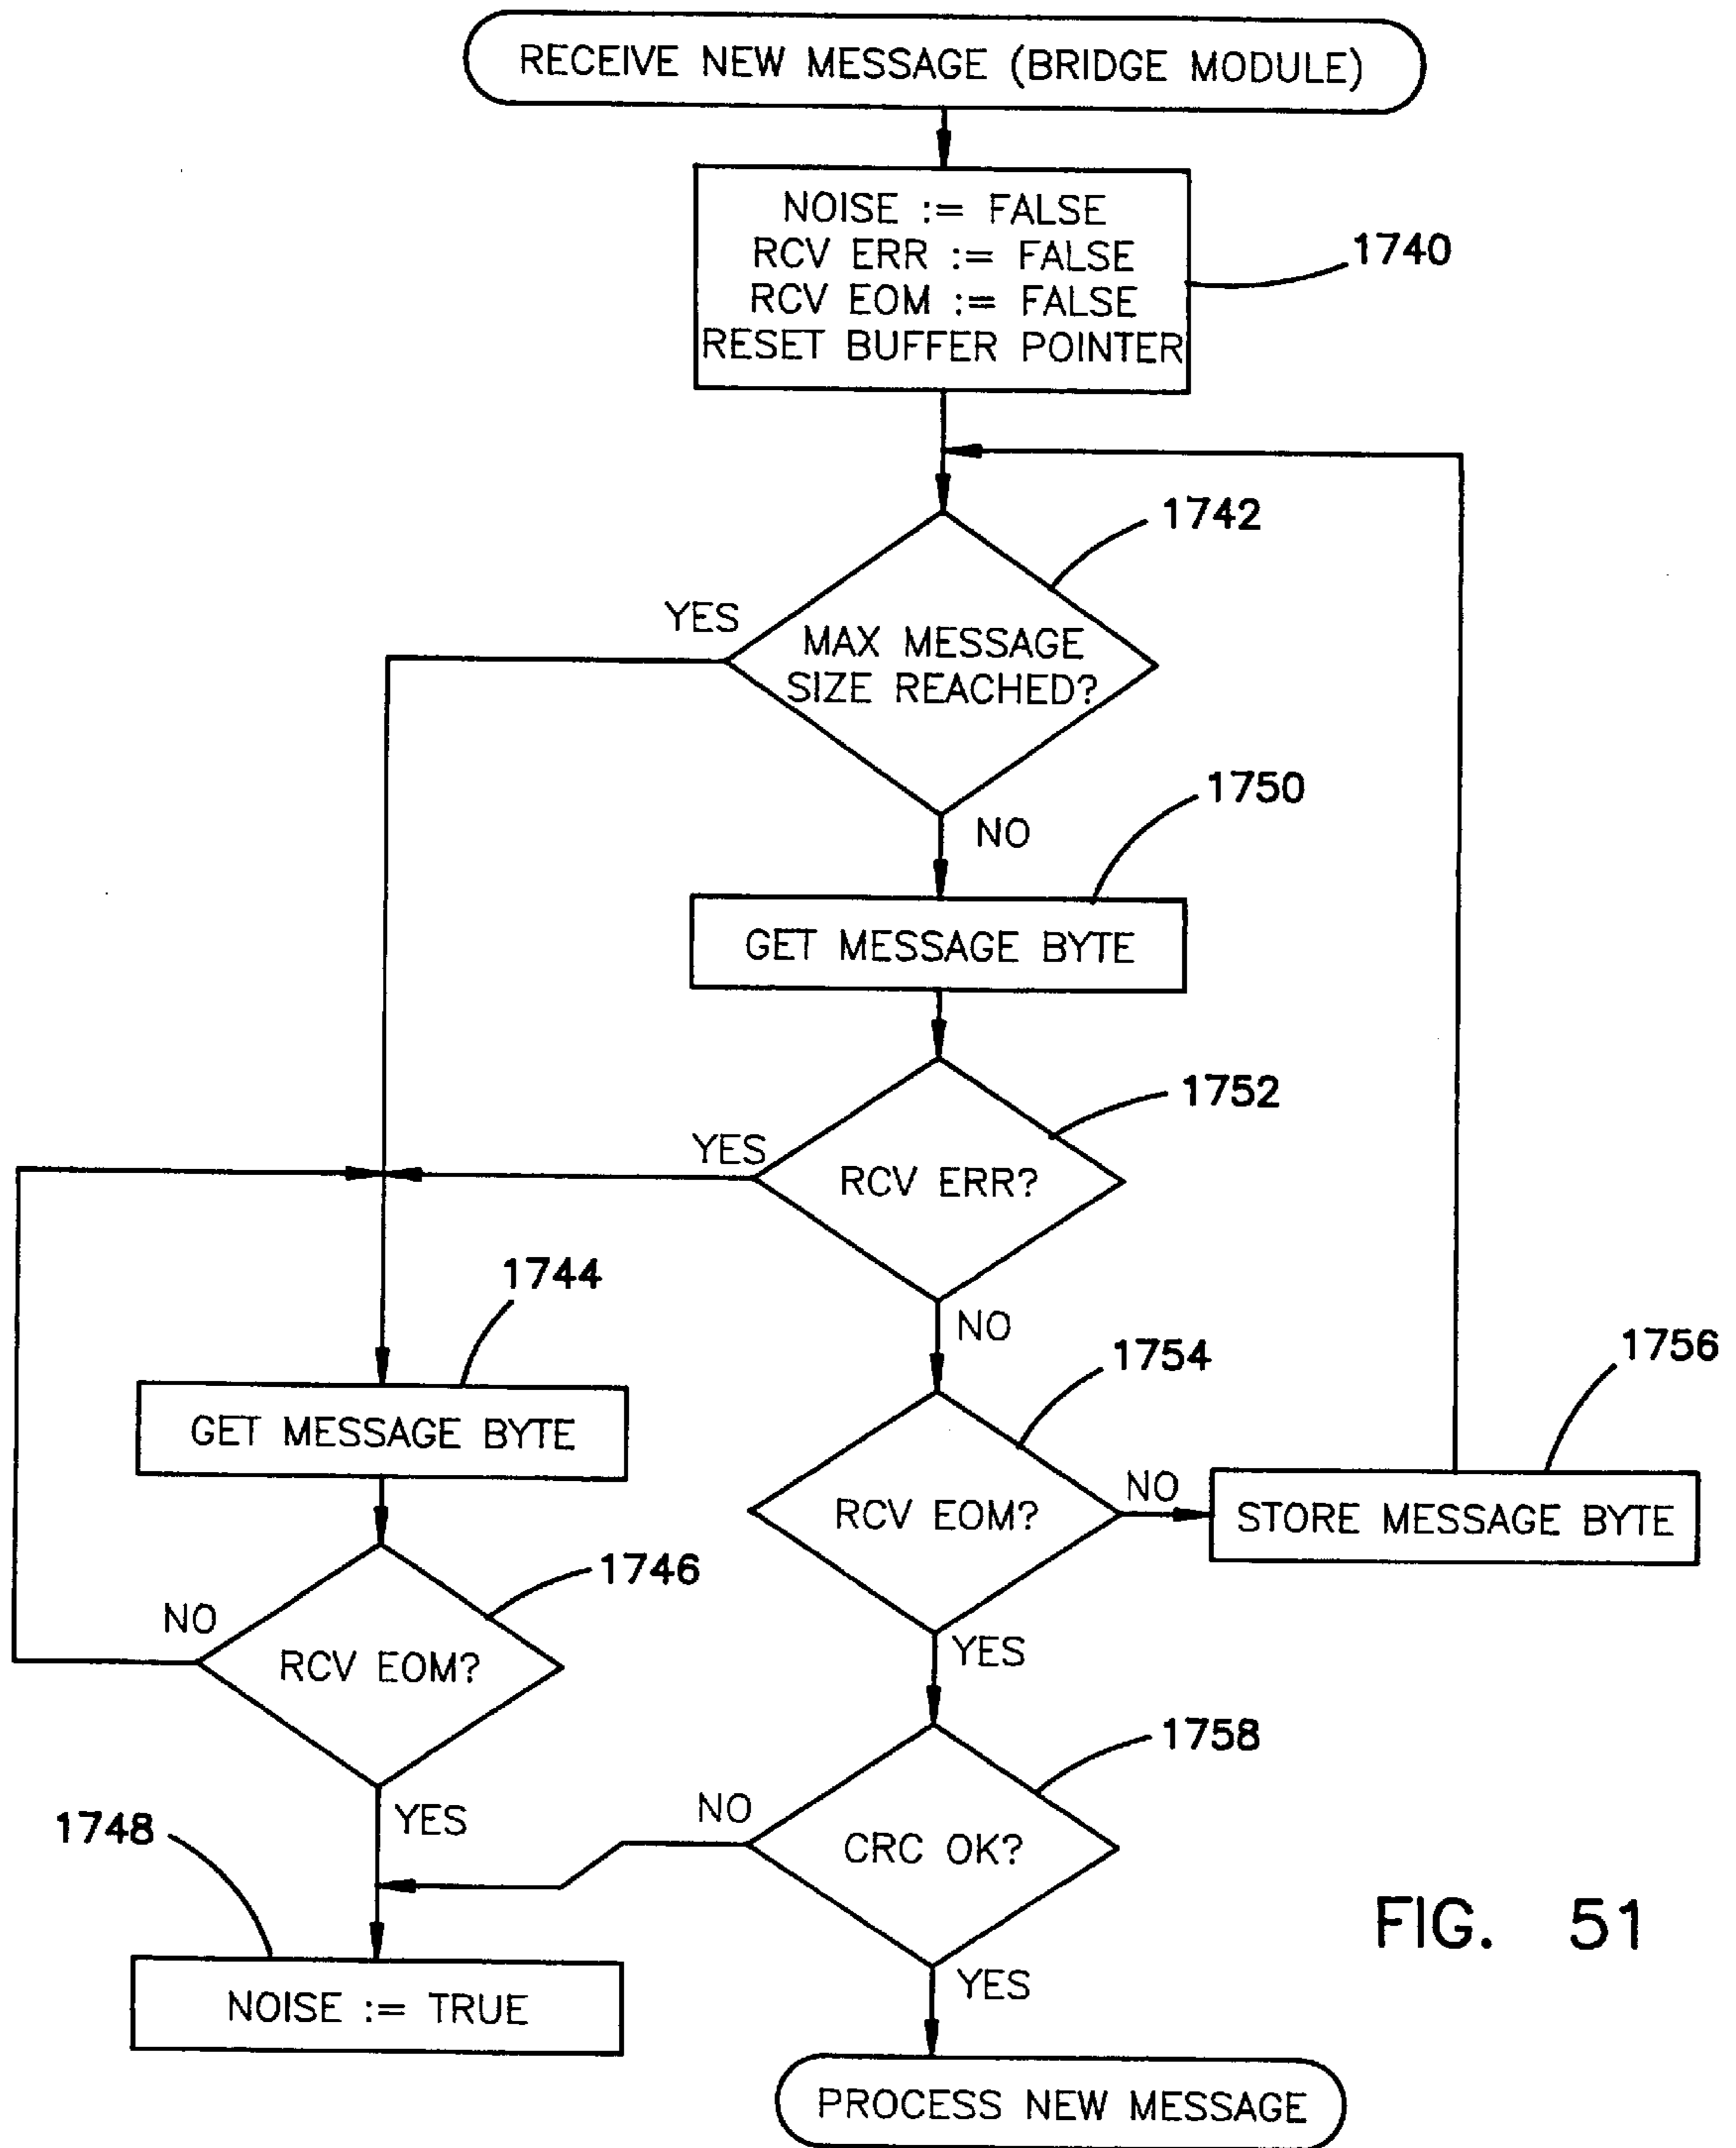 RECEIVE NEW MESSAGE (BRIDGE MODULE)
NOISE := FALSE
RCV ERR := FALSE
RCV EOM := FALSE
RESET BUFFER POINTER
1740
1742
YES
MAX MESSAGE
SIZE REACHED?
NO
1750
GET MESSAGE BYTE
1752
YES
RCV ERR?
NO
1744
GET MESSAGE BYTE
1754
RCV EOM?
NO
1756
STORE MESSAGE BYTE
1746
NO
RCV EOM?
YES
YES
1758
NO
CRC OK?
1748
NOISE := TRUE
YES
PROCESS NEW MESSAGE
FIG. 51